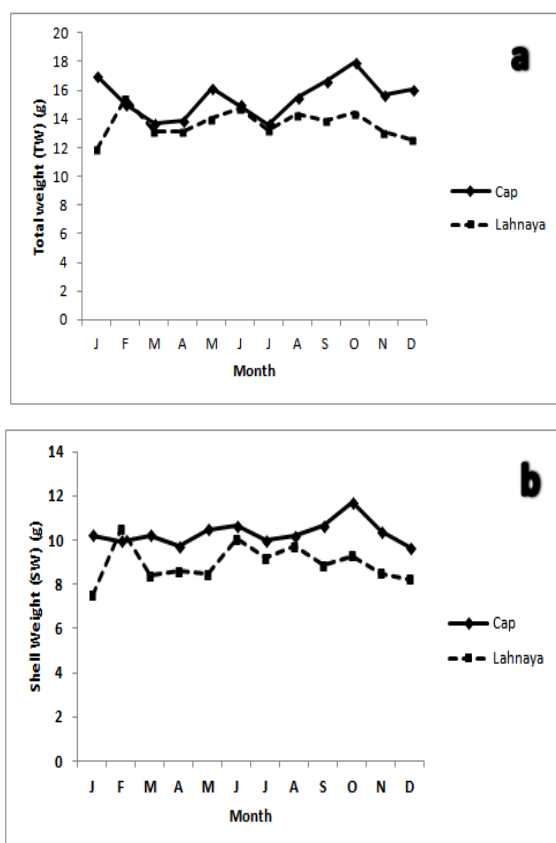 a
Total weight (TW) (g)
20
18
16
14
12
10
8
6
4
2
0
J F M A M J J A S O N D
Month
Cap
Lahnaya
b
Shell Weight (SW) (g)
14
12
10
8
6
4
2
0
J F M A M J J A S O N D
Month
Cap
Lahnaya